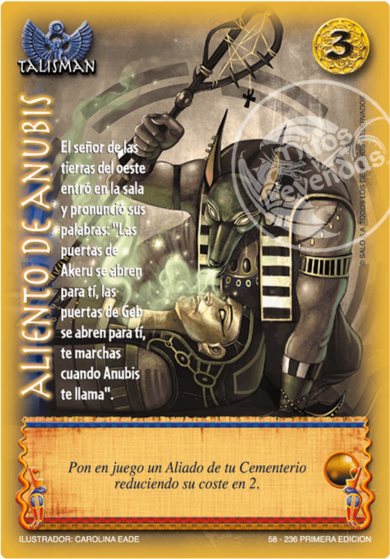 TALISMAN
3
ALIENTO DE ANUBIS
El señor de las
tierras del oeste
entró en la sala
y pronunció sus
palabras: "Las
puertas de
Akeru se abren
para tí, las
puertas de Geb
se abren para tí,
te marchas
cuando Anubis
te llama".
Mitos y
Leyendas
Pon en juego un Aliado de tu Cementerio
reduciendo su coste en 2.
ILUSTRADOR: CAROLINA EADE
58 - 236 PRIMERA EDICION